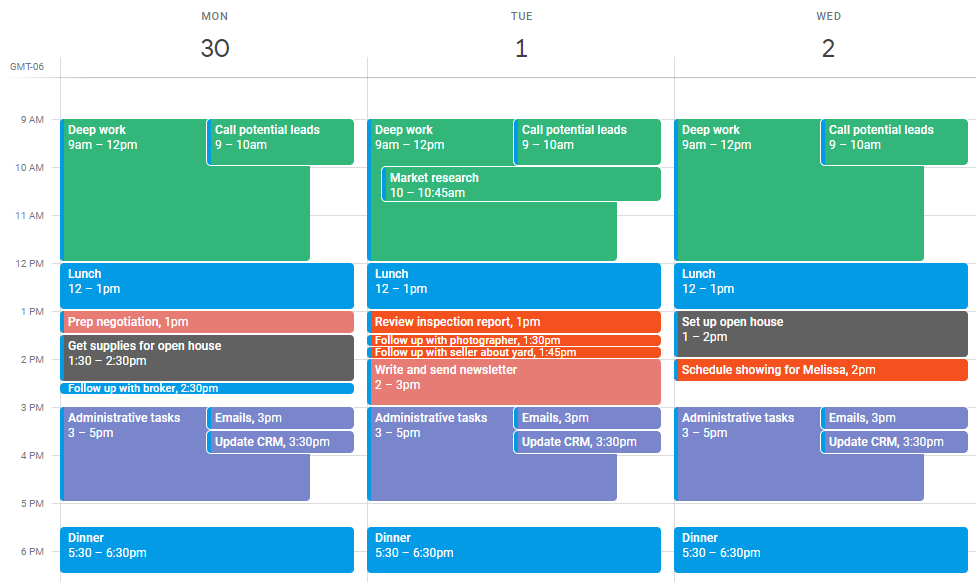 MON
30
TUE
1
WED
2
GMT-06
9 AM
10 AM
11 AM
12 PM
1 PM
2 PM
3 PM
4 PM
5 PM
6 PM
Deep work
9am – 12pm
Call potential leads
9 – 10am
Lunch
12 – 1pm
Prep negotiation, 1pm
Get supplies for open house
1:30 – 2:30pm
Follow up with broker, 2:30pm
Administrative tasks
3 – 5pm
Emails, 3pm
Update CRM, 3:30pm
Dinner
5:30 – 6:30pm
Deep work
9am – 12pm
Call potential leads
9 – 10am
Market research
10 – 10:45am
Lunch
12 – 1pm
Review inspection report, 1pm
Follow up with photographer, 1:30pm
Follow up with seller about yard, 1:45pm
Write and send newsletter
2 – 3pm
Administrative tasks
3 – 5pm
Emails, 3pm
Update CRM, 3:30pm
Dinner
5:30 – 6:30pm
Deep work
9am – 12pm
Call potential leads
9 – 10am
Lunch
12 – 1pm
Set up open house
1 – 2pm
Schedule showing for Melissa, 2pm
Administrative tasks
3 – 5pm
Emails, 3pm
Update CRM, 3:30pm
Dinner
5:30 – 6:30pm